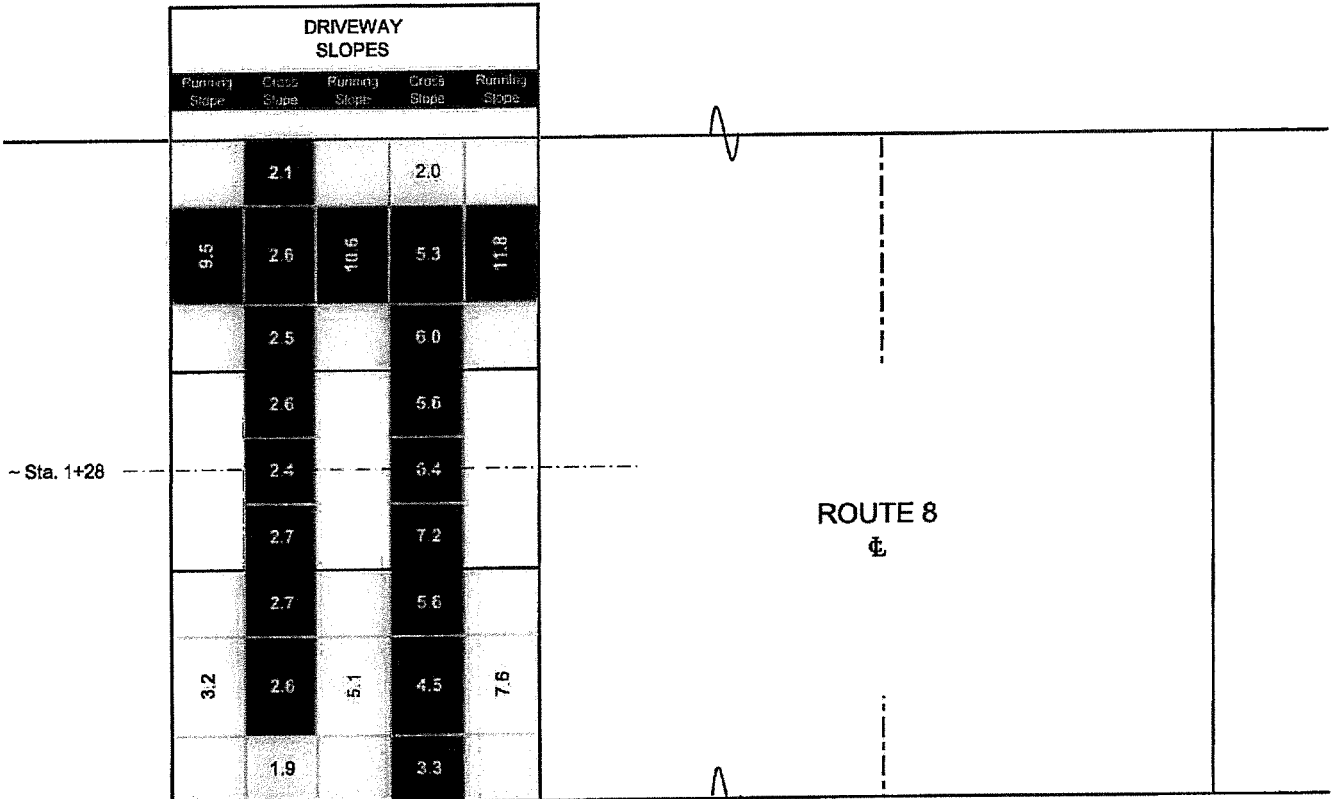 DRIVEWAY
SLOPES
Running Slope Cross Slope Running Slope Cross Slope Running Slope
2.1 2.0
9.5 2.6 10.6 5.3 11.8
2.5 6.0
2.6 5.6
~ Sta. 1+28 2.4 6.4
2.7 7.2
ROUTE 8
℄
2.7 5.6
3.2 2.6 5.1 4.5 7.6
1.9 3.3